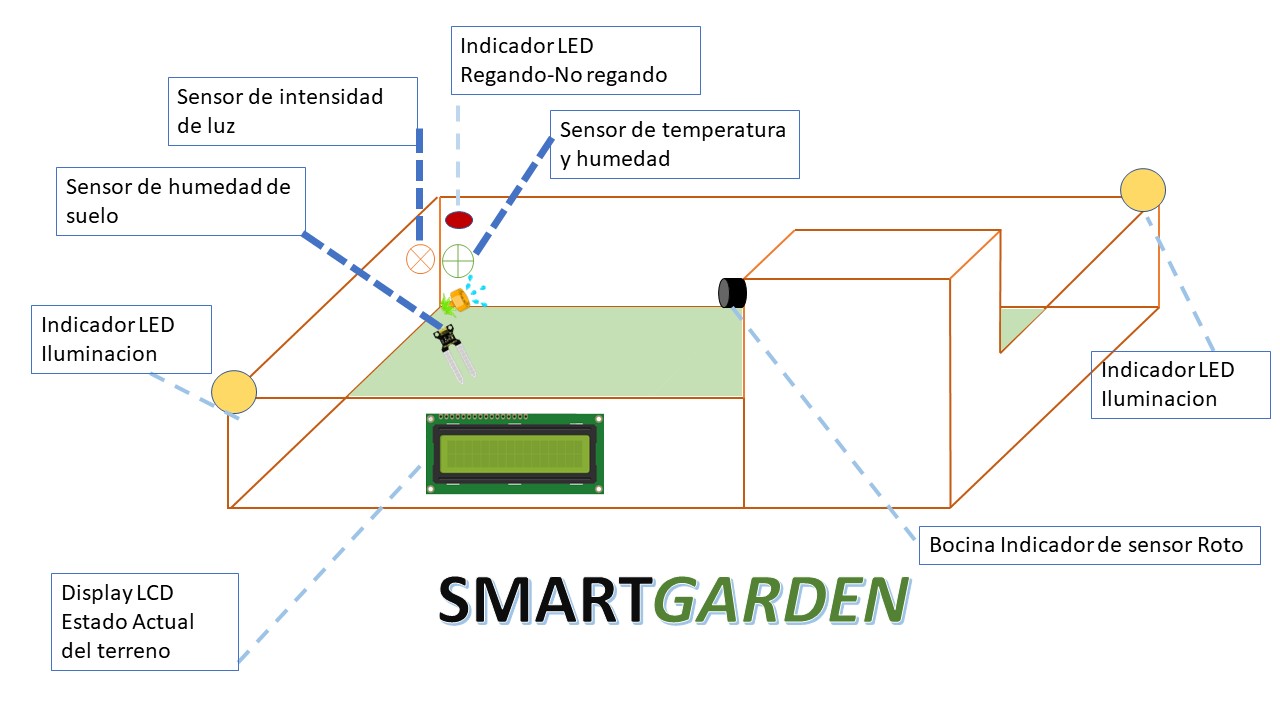 Indicador LED
Regando-No regando
Sensor de intensidad
de luz
Sensor de temperatura
y humedad
Sensor de humedad de
suelo
Indicador LED
Iluminacion
Indicador LED
Iluminacion
Bocina Indicador de sensor Roto
Display LCD
Estado Actual
del terreno
SMARTGARDEN